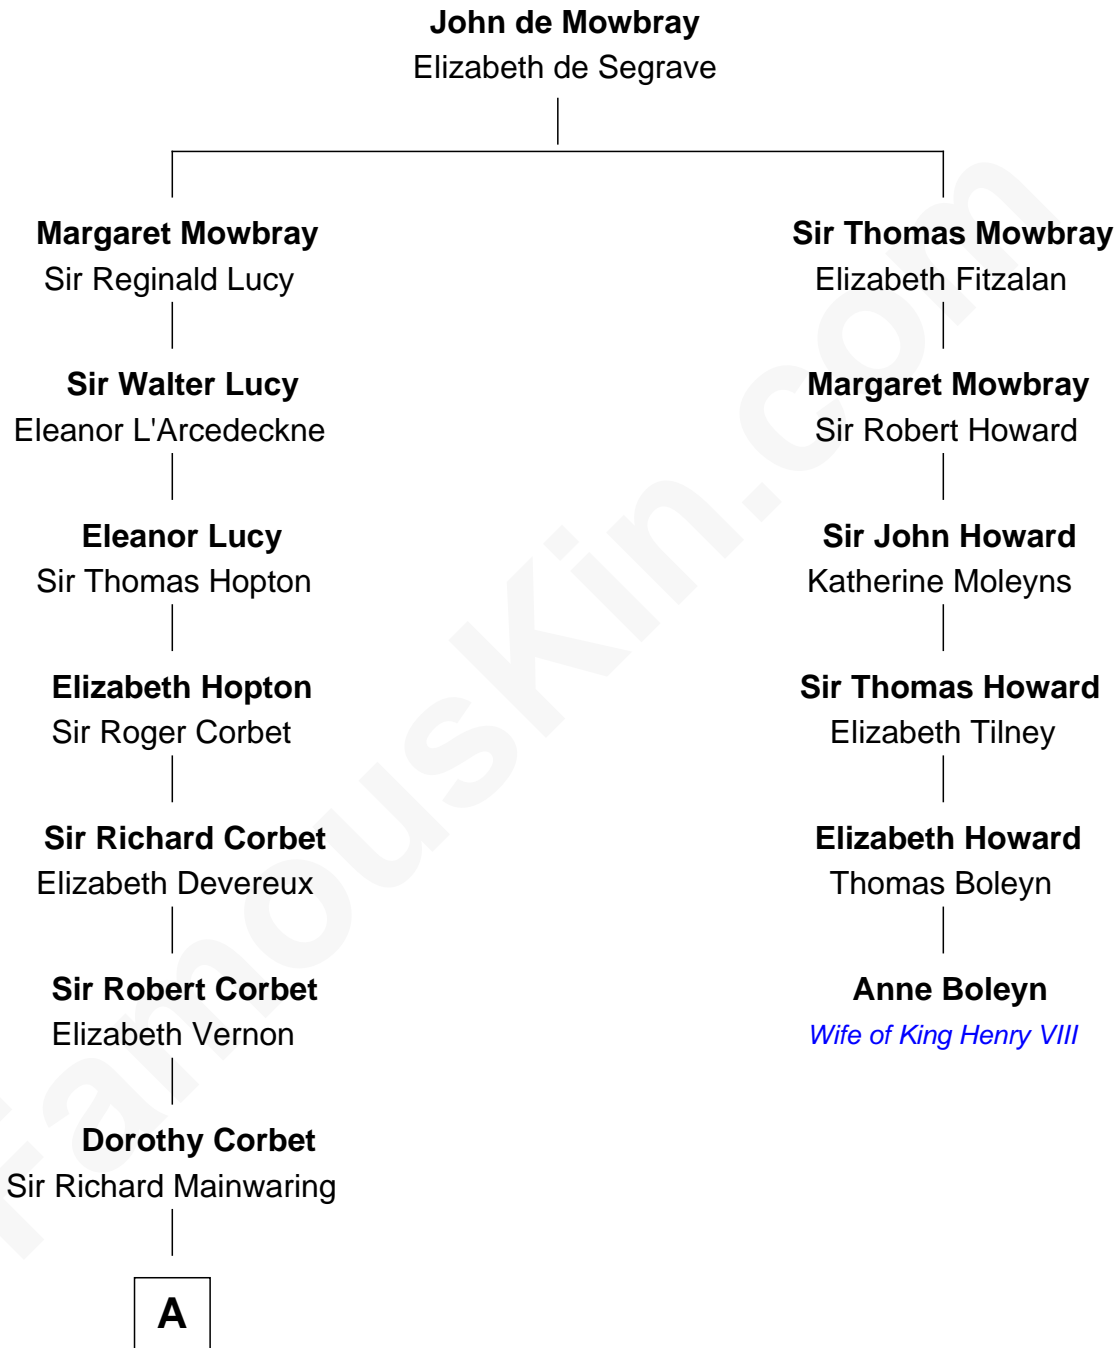 John de Mowbray
Elizabeth de Segrave
Margaret Mowbray
Sir Reginald Lucy
Sir Thomas Mowbray
Elizabeth Fitzalan
Sir Walter Lucy
Eleanor L'Arcedeckne
Margaret Mowbray
Sir Robert Howard
Eleanor Lucy
Sir Thomas Hopton
Sir John Howard
Katherine Moleyns
Elizabeth Hopton
Sir Roger Corbet
Sir Thomas Howard
Elizabeth Tilney
Sir Richard Corbet
Elizabeth Devereux
Elizabeth Howard
Thomas Boleyn
Sir Robert Corbet
Elizabeth Vernon
Anne Boleyn
Wife of King Henry VIII
Dorothy Corbet
Sir Richard Mainwaring
A
FamousKin.com